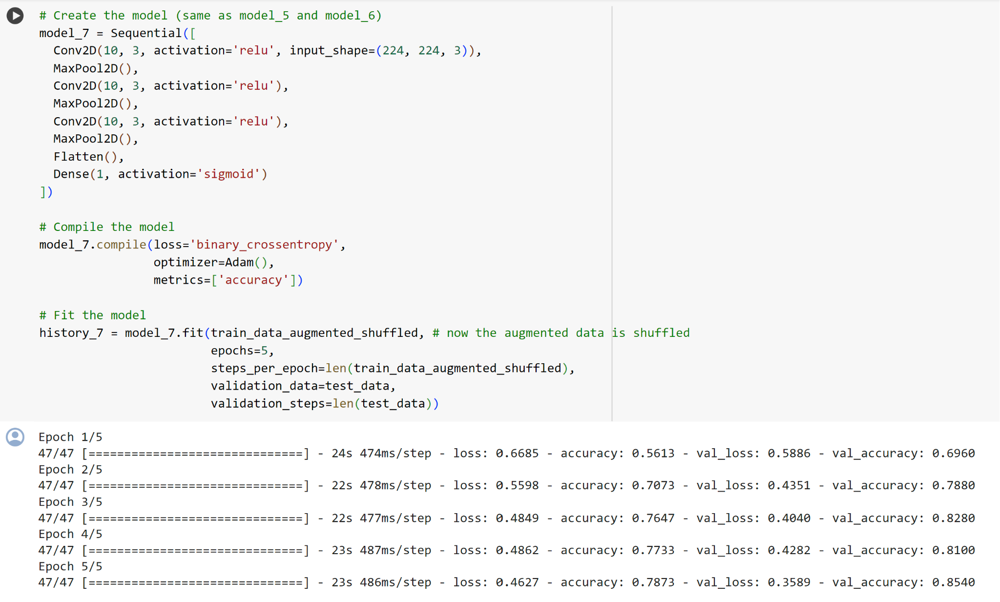 # Create the model (same as model_5 and model_6)
model_7 = Sequential([
  Conv2D(10, 3, activation='relu', input_shape=(224, 224, 3)),
  MaxPool2D(),
  Conv2D(10, 3, activation='relu'),
  MaxPool2D(),
  Conv2D(10, 3, activation='relu'),
  MaxPool2D(),
  Flatten(),
  Dense(1, activation='sigmoid')
])

# Compile the model
model_7.compile(loss='binary_crossentropy',
                optimizer=Adam(),
                metrics=['accuracy'])

# Fit the model
history_7 = model_7.fit(train_data_augmented_shuffled, # now the augmented data is shuffled
                        epochs=5,
                        steps_per_epoch=len(train_data_augmented_shuffled),
                        validation_data=test_data,
                        validation_steps=len(test_data))
Epoch 1/5
47/47 [==============================] - 24s 474ms/step - loss: 0.6685 - accuracy: 0.5613 - val_loss: 0.5886 - val_accuracy: 0.6960
Epoch 2/5
47/47 [==============================] - 22s 478ms/step - loss: 0.5598 - accuracy: 0.7073 - val_loss: 0.4351 - val_accuracy: 0.7880
Epoch 3/5
47/47 [==============================] - 22s 477ms/step - loss: 0.4849 - accuracy: 0.7647 - val_loss: 0.4040 - val_accuracy: 0.8280
Epoch 4/5
47/47 [==============================] - 23s 487ms/step - loss: 0.4862 - accuracy: 0.7733 - val_loss: 0.4282 - val_accuracy: 0.8100
Epoch 5/5
47/47 [==============================] - 23s 486ms/step - loss: 0.4627 - accuracy: 0.7873 - val_loss: 0.3589 - val_accuracy: 0.8540